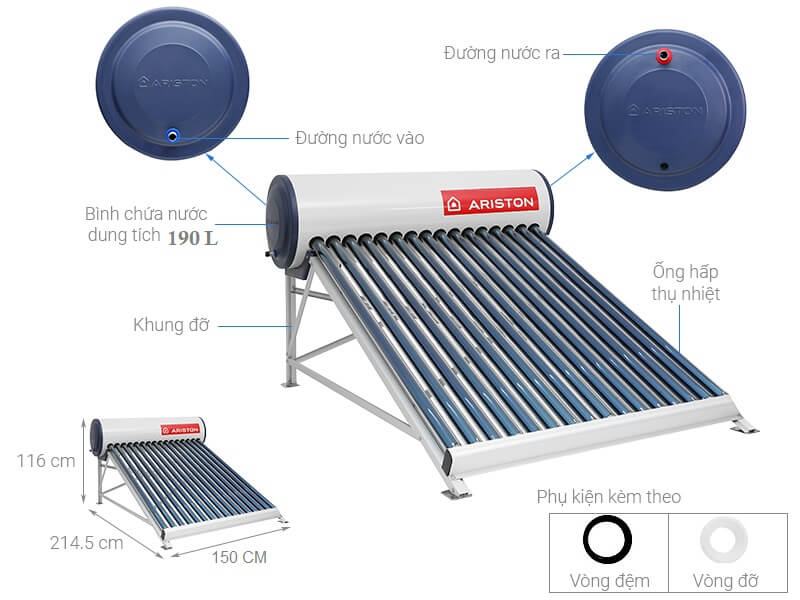 ARISTON
Đường nước vào
Đường nước ra
ARISTON
Bình chứa nước
dung tích 190 L
ARISTON
Ống hấp
thụ nhiệt
Khung đỡ
ARISTON
116 cm
214.5 cm
150 CM
Phụ kiện kèm theo
Vòng đệm
Vòng đỡ